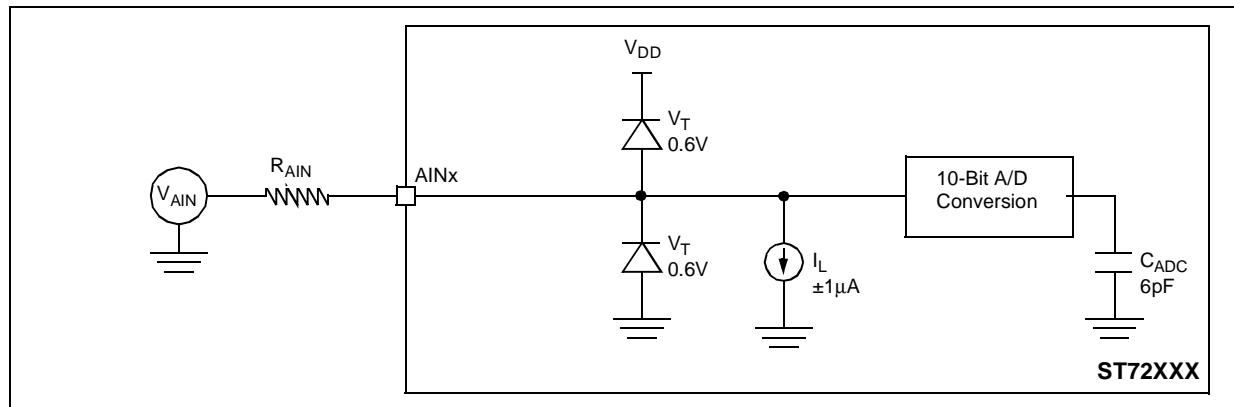 VDD
VT
0.6V
RAIN
AINx
VAIN
10-Bit A/D
Conversion
VT
0.6V
IL
±1μA
CADC
6pF
ST72XXX